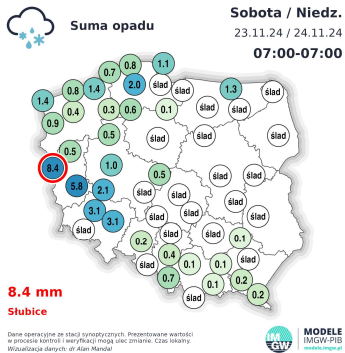 Suma opadu
Sobota / Niedz.
23.11.24 / 24.11.24
07:00-07:00
0.7 0.8 1.1
0.8 1.4 2.0 ślad ślad 1.3 ślad
1.4 0.4 0.3 0.6 0.1 ślad ślad
0.9 0.5 ślad ślad ślad
0.5
8.4 1.0 0.5 ślad ślad
5.8 2.1 ślad ślad ślad
3.1 3.1 ślad ślad ślad
ślad 0.2 ślad ślad ślad 0.1
0.4 0.1 0.1
ślad 0.7 0.1 0.2
ślad 0.2
8.4 mm
Słubice
Dane operacyjne ze stacji synoptycznych. Prezentowane wartości
w procesie kontroli i weryfikacji mogą ulec zmianie. Czas lokalny.
Wizualizacja danych: dr Alan Mandal
IMGW
MODELE
IMGW-PIB
modele.imgw.pl